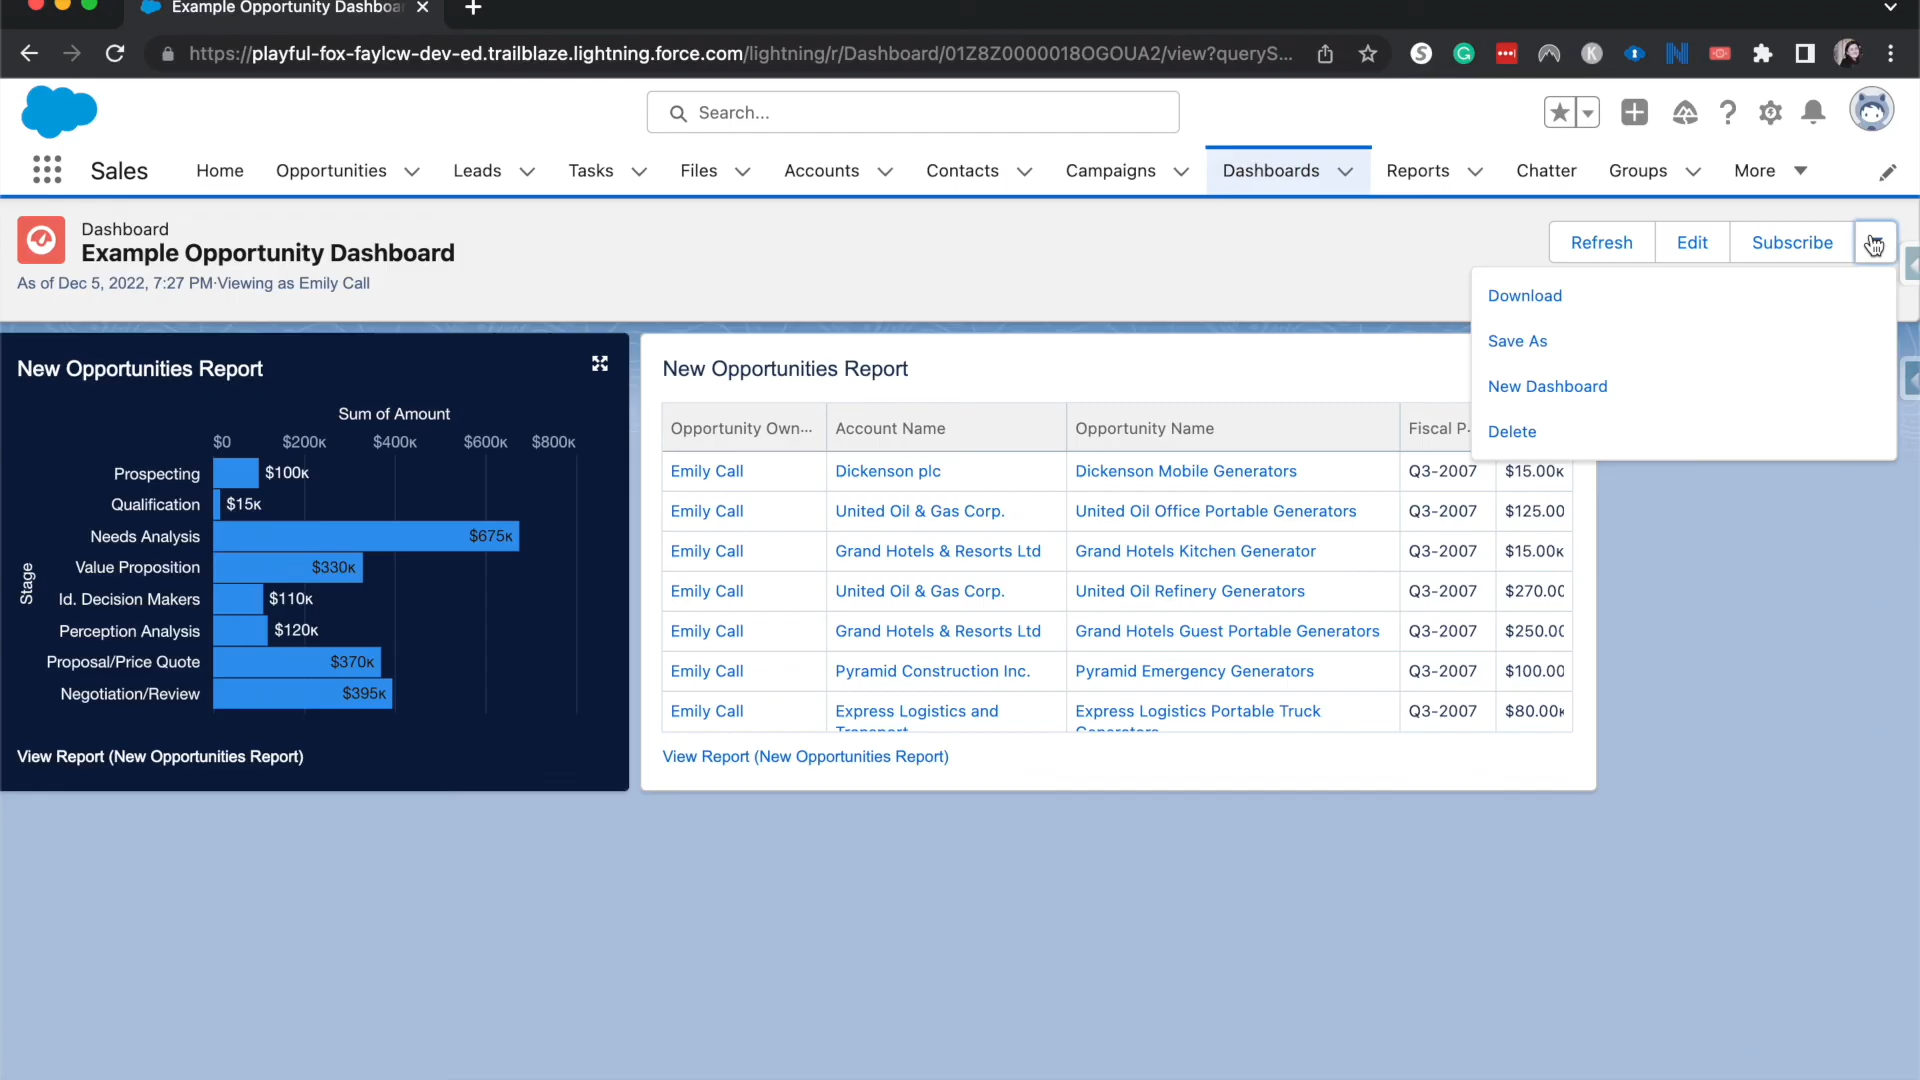 Example Opportunity Dashboar
https://playful-fox-faylcw-dev-ed.trailblaze.lightning.force.com/lightning/r/Dashboard/01Z8Z0000018OGOUA2/view?queryS...
Search...
Sales Home Opportunities Leads Tasks Files Accounts Contacts Campaigns Dashboards Reports Chatter Groups More
Dashboard
Example Opportunity Dashboard
As of Dec 5, 2022, 7:27 PM·Viewing as Emily Call
Refresh Edit Subscribe
Download
Save As
New Dashboard
Delete
New Opportunities Report
Sum of Amount
$0 $200K $400K $600K $800K
Stage
Prospecting $100K
Qualification $15K
Needs Analysis $675K
Value Proposition $330K
Id. Decision Makers $110K
Perception Analysis $120K
Proposal/Price Quote $370K
Negotiation/Review $395K
View Report (New Opportunities Report)
New Opportunities Report
Opportunity Own... Account Name Opportunity Name Fiscal P
Emily Call Dickenson plc Dickenson Mobile Generators Q3-2007 $15.00K
Emily Call United Oil & Gas Corp. United Oil Office Portable Generators Q3-2007 $125.00
Emily Call Grand Hotels & Resorts Ltd Grand Hotels Kitchen Generator Q3-2007 $15.00K
Emily Call United Oil & Gas Corp. United Oil Refinery Generators Q3-2007 $270.00
Emily Call Grand Hotels & Resorts Ltd Grand Hotels Guest Portable Generators Q3-2007 $250.00
Emily Call Pyramid Construction Inc. Pyramid Emergency Generators Q3-2007 $100.00
Emily Call Express Logistics and Express Logistics Portable Truck Q3-2007 $80.00K
Transport Generators
View Report (New Opportunities Report)